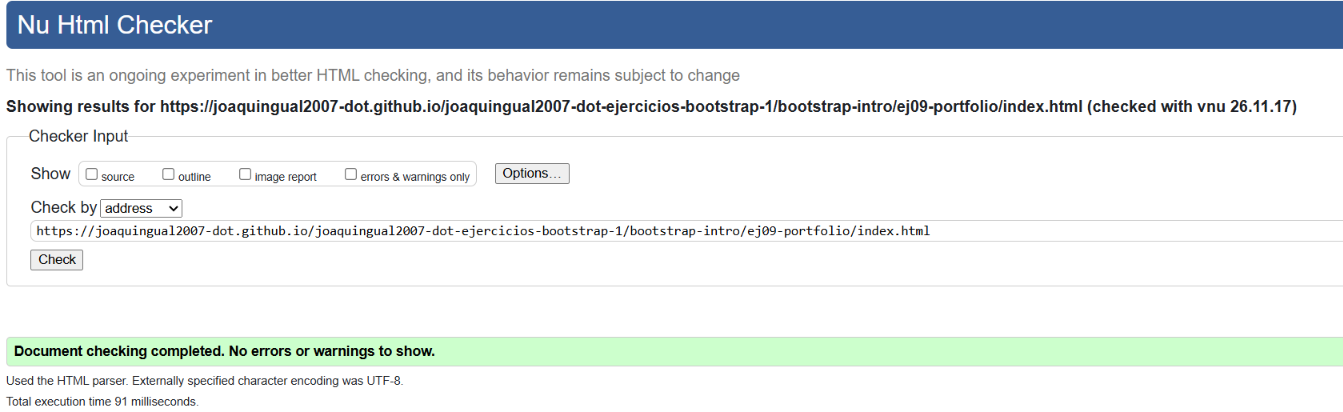 Nu Html Checker
This tool is an ongoing experiment in better HTML checking, and its behavior remains subject to change
Showing results for https://joaquingual2007-dot.github.io/joaquingual2007-dot-ejercicios-bootstrap-1/bootstrap-intro/ej09-portfolio/index.html (checked with vnu 26.11.17)
Checker Input
Show source outline image report errors & warnings only Options...
Check by address
https://joaquingual2007-dot.github.io/joaquingual2007-dot-ejercicios-bootstrap-1/bootstrap-intro/ej09-portfolio/index.html
Check
Document checking completed. No errors or warnings to show.
Used the HTML parser. Externally specified character encoding was UTF-8.
Total execution time 91 milliseconds.